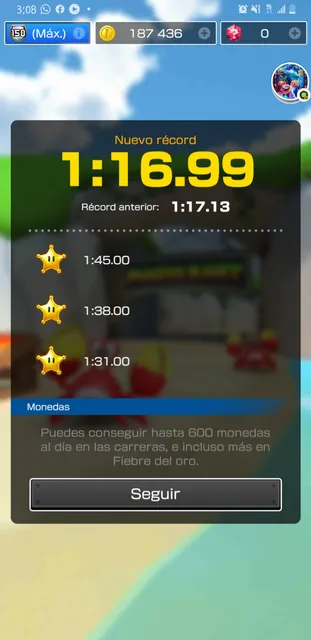 3:08
150 (Máx.) i 187 436 0
Nuevo récord
1:16.99
Récord anterior: 1:17.13
1:45.00
1:38.00
1:31.00
Monedas
Puedes conseguir hasta 600 monedas
al día en las carreras, e incluso más en
Fiebre del oro.
Seguir